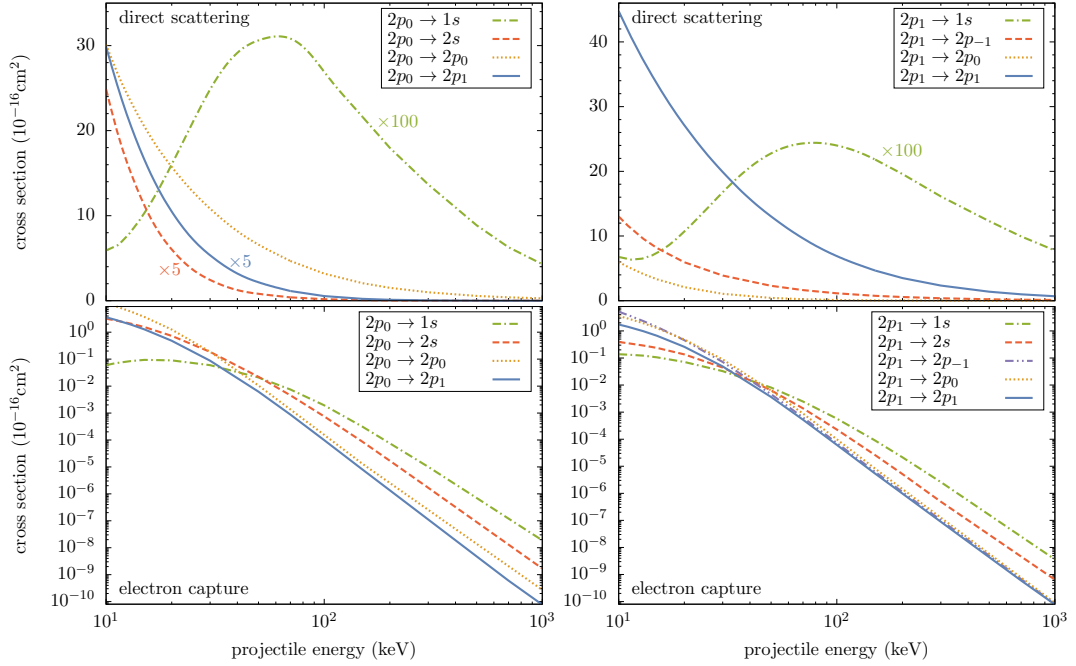 direct scattering
2p₀ → 1s
2p₀ → 2s
2p₀ → 2p₀
2p₀ → 2p₁
×100
×5
×5
30
20
10
0
cross section (10⁻¹⁶cm²)
direct scattering
2p₁ → 1s
2p₁ → 2p₋₁
2p₁ → 2p₀
2p₁ → 2p₁
×100
40
30
20
10
0
2p₀ → 1s
2p₀ → 2s
2p₀ → 2p₀
2p₀ → 2p₁
10⁰
10⁻¹
10⁻²
10⁻³
10⁻⁴
10⁻⁵
10⁻⁶
10⁻⁷
10⁻⁸
10⁻⁹
10⁻¹⁰
cross section (10⁻¹⁶cm²)
electron capture
10¹
10²
10³
projectile energy (keV)
2p₁ → 1s
2p₁ → 2s
2p₁ → 2p₋₁
2p₁ → 2p₀
2p₁ → 2p₁
10⁰
10⁻¹
10⁻²
10⁻³
10⁻⁴
10⁻⁵
10⁻⁶
10⁻⁷
10⁻⁸
10⁻⁹
10⁻¹⁰
electron capture
10¹
10²
10³
projectile energy (keV)